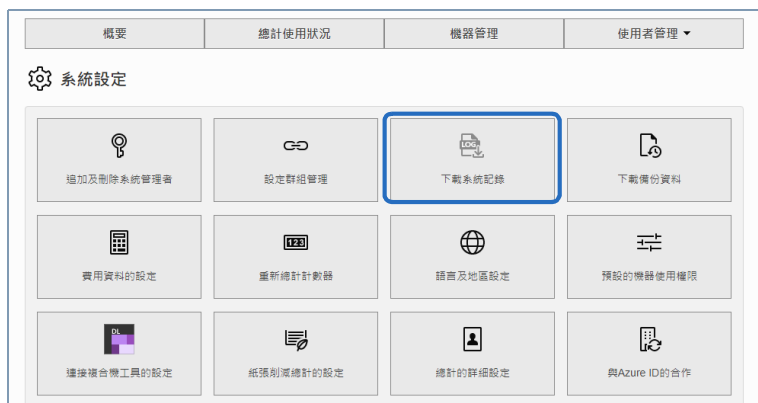 概要 總計使用狀況 機器管理 使用者管理 ▼
系統設定
LOG
追加及刪除系統管理者 設定群組管理 下載系統記錄 下載備份資料
123
費用資料的設定 重新總計計數器 語言及地區設定 預設的機器使用權限
DL
連接複合機工具的設定 紙張削減總計的設定 總計的詳細設定 與Azure ID的合作